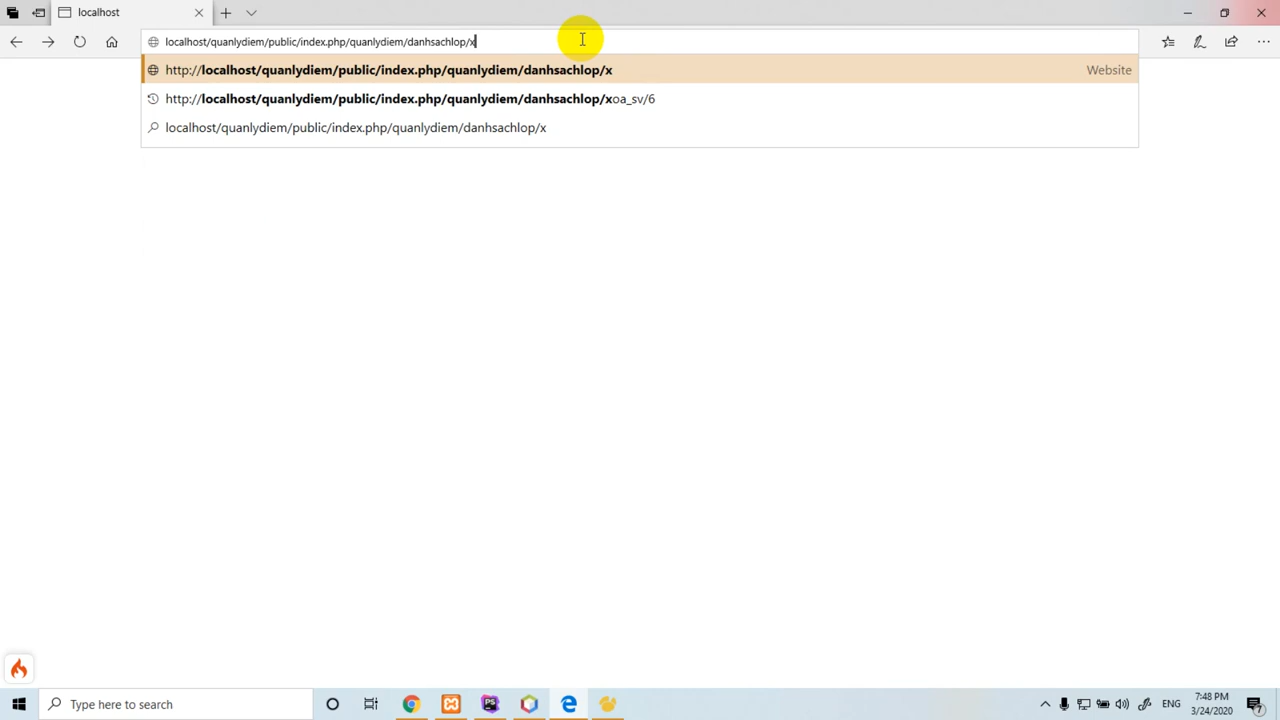 localhost
localhost/quanlydiem/public/index.php/quanlydiem/danhsachlop/x
http://localhost/quanlydiem/public/index.php/quanlydiem/danhsachlop/x Website
http://localhost/quanlydiem/public/index.php/quanlydiem/danhsachlop/xoa_sv/6
localhost/quanlydiem/public/index.php/quanlydiem/danhsachlop/x
Type here to search
PS
ENG
7:48 PM
3/24/2020
7